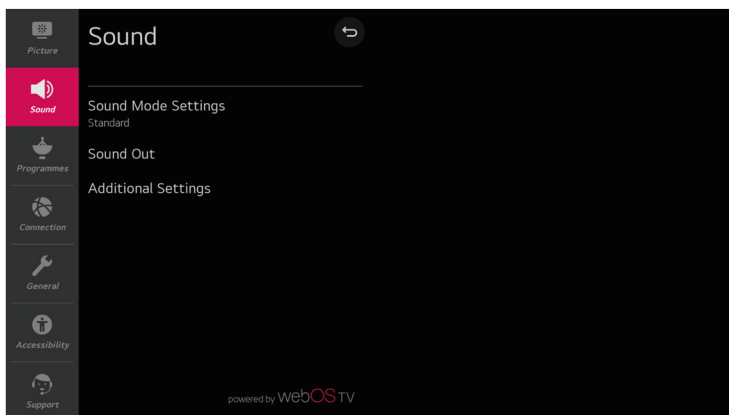 Picture
Sound
Programmes
Connection
General
Accessibility
Support
Sound
Sound Mode Settings
Standard
Sound Out
Additional Settings
powered by webOS TV